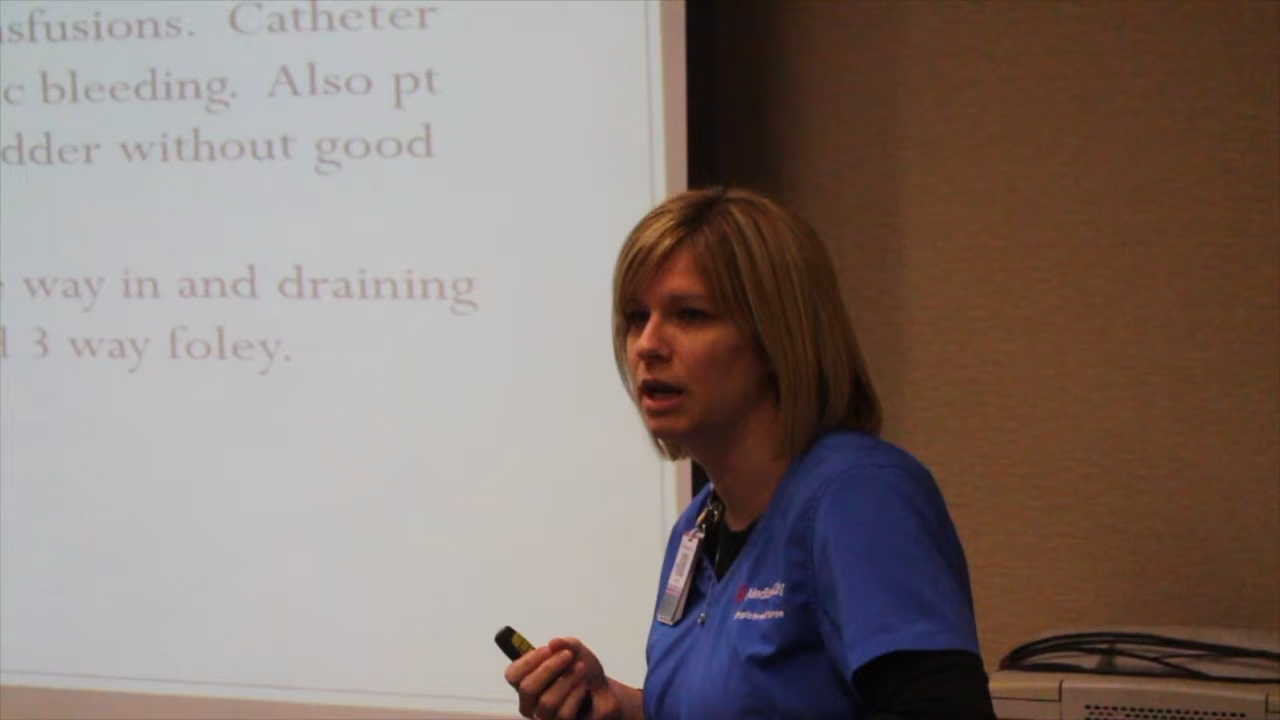 sfusions. Catheter
c bleeding. Also pt
dder without good
way in and draining
3 way foley.